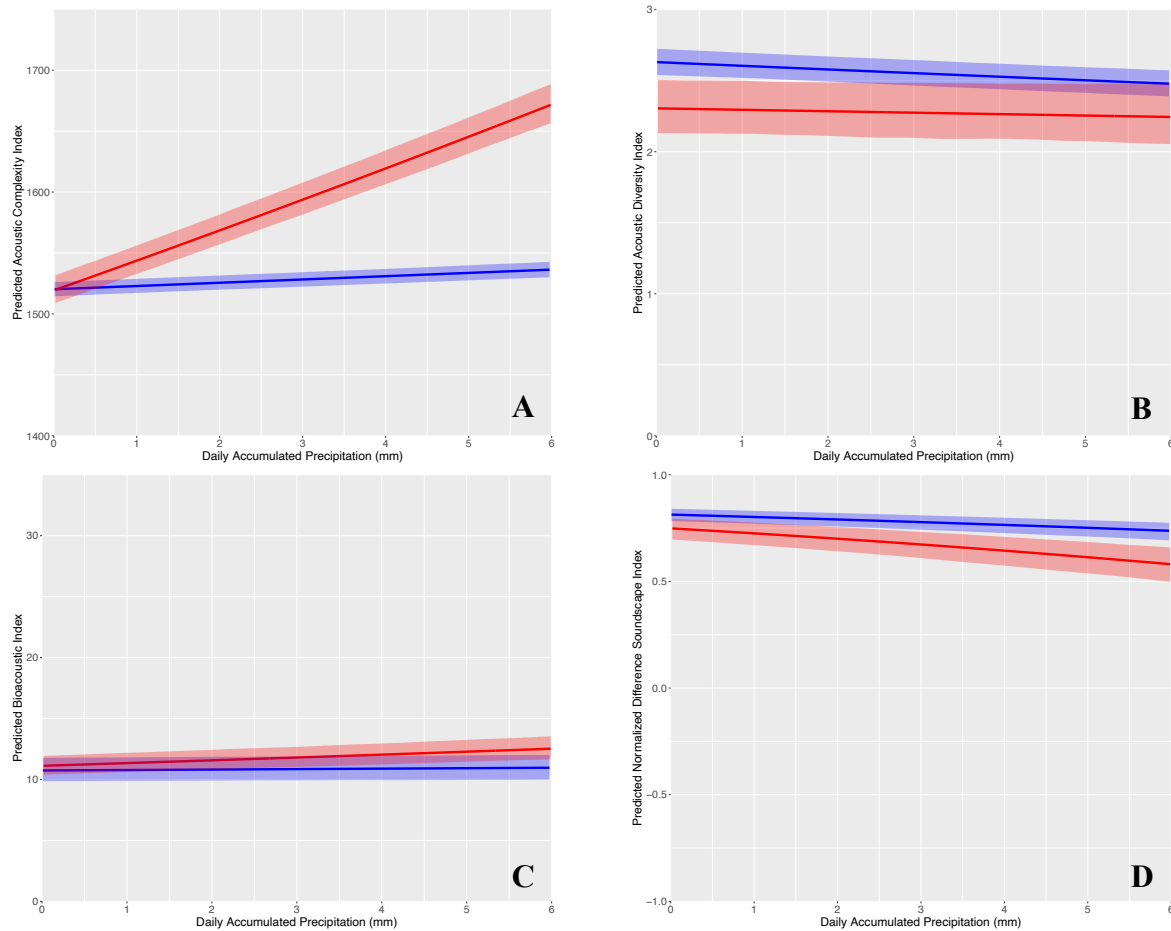 Predicted Acoustic Complexity Index
1700
1600
1500
1400
0 1 2 3 4 5 6
Daily Accumulated Precipitation (mm)
A
Predicted Acoustic Diversity Index
3
2
1
0
0 1 2 3 4 5 6
Daily Accumulated Precipitation (mm)
B
Predicted Bioacoustic Index
30
20
10
0
0 1 2 3 4 5 6
Daily Accumulated Precipitation (mm)
C
Predicted Normalized Difference Soundscape Index
1.0
0.5
0.0
−0.5
−1.0
0 1 2 3 4 5 6
Daily Accumulated Precipitation (mm)
D